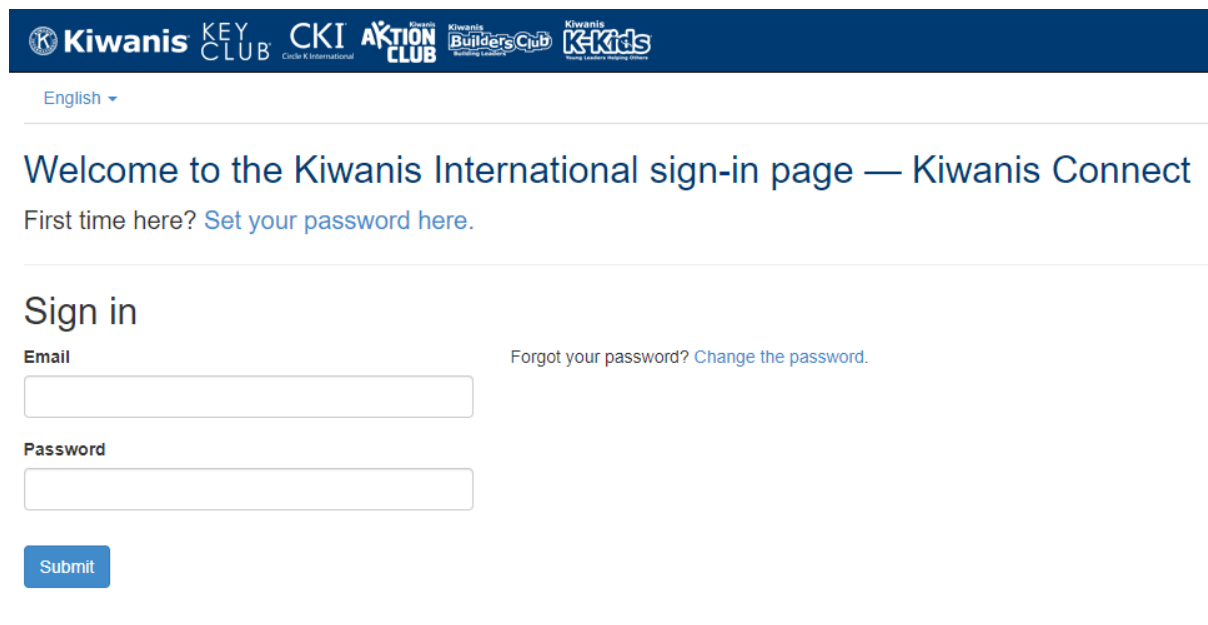 Kiwanis KEY CLUB CKI Circle K International Kiwanis AKTION CLUB Kiwanis Builders Club Building Leaders Kiwanis K-Kids Young Leaders Helping Others
English
Welcome to the Kiwanis International sign-in page — Kiwanis Connect
First time here? Set your password here.
Sign in
Email
Forgot your password? Change the password.
Password
Submit